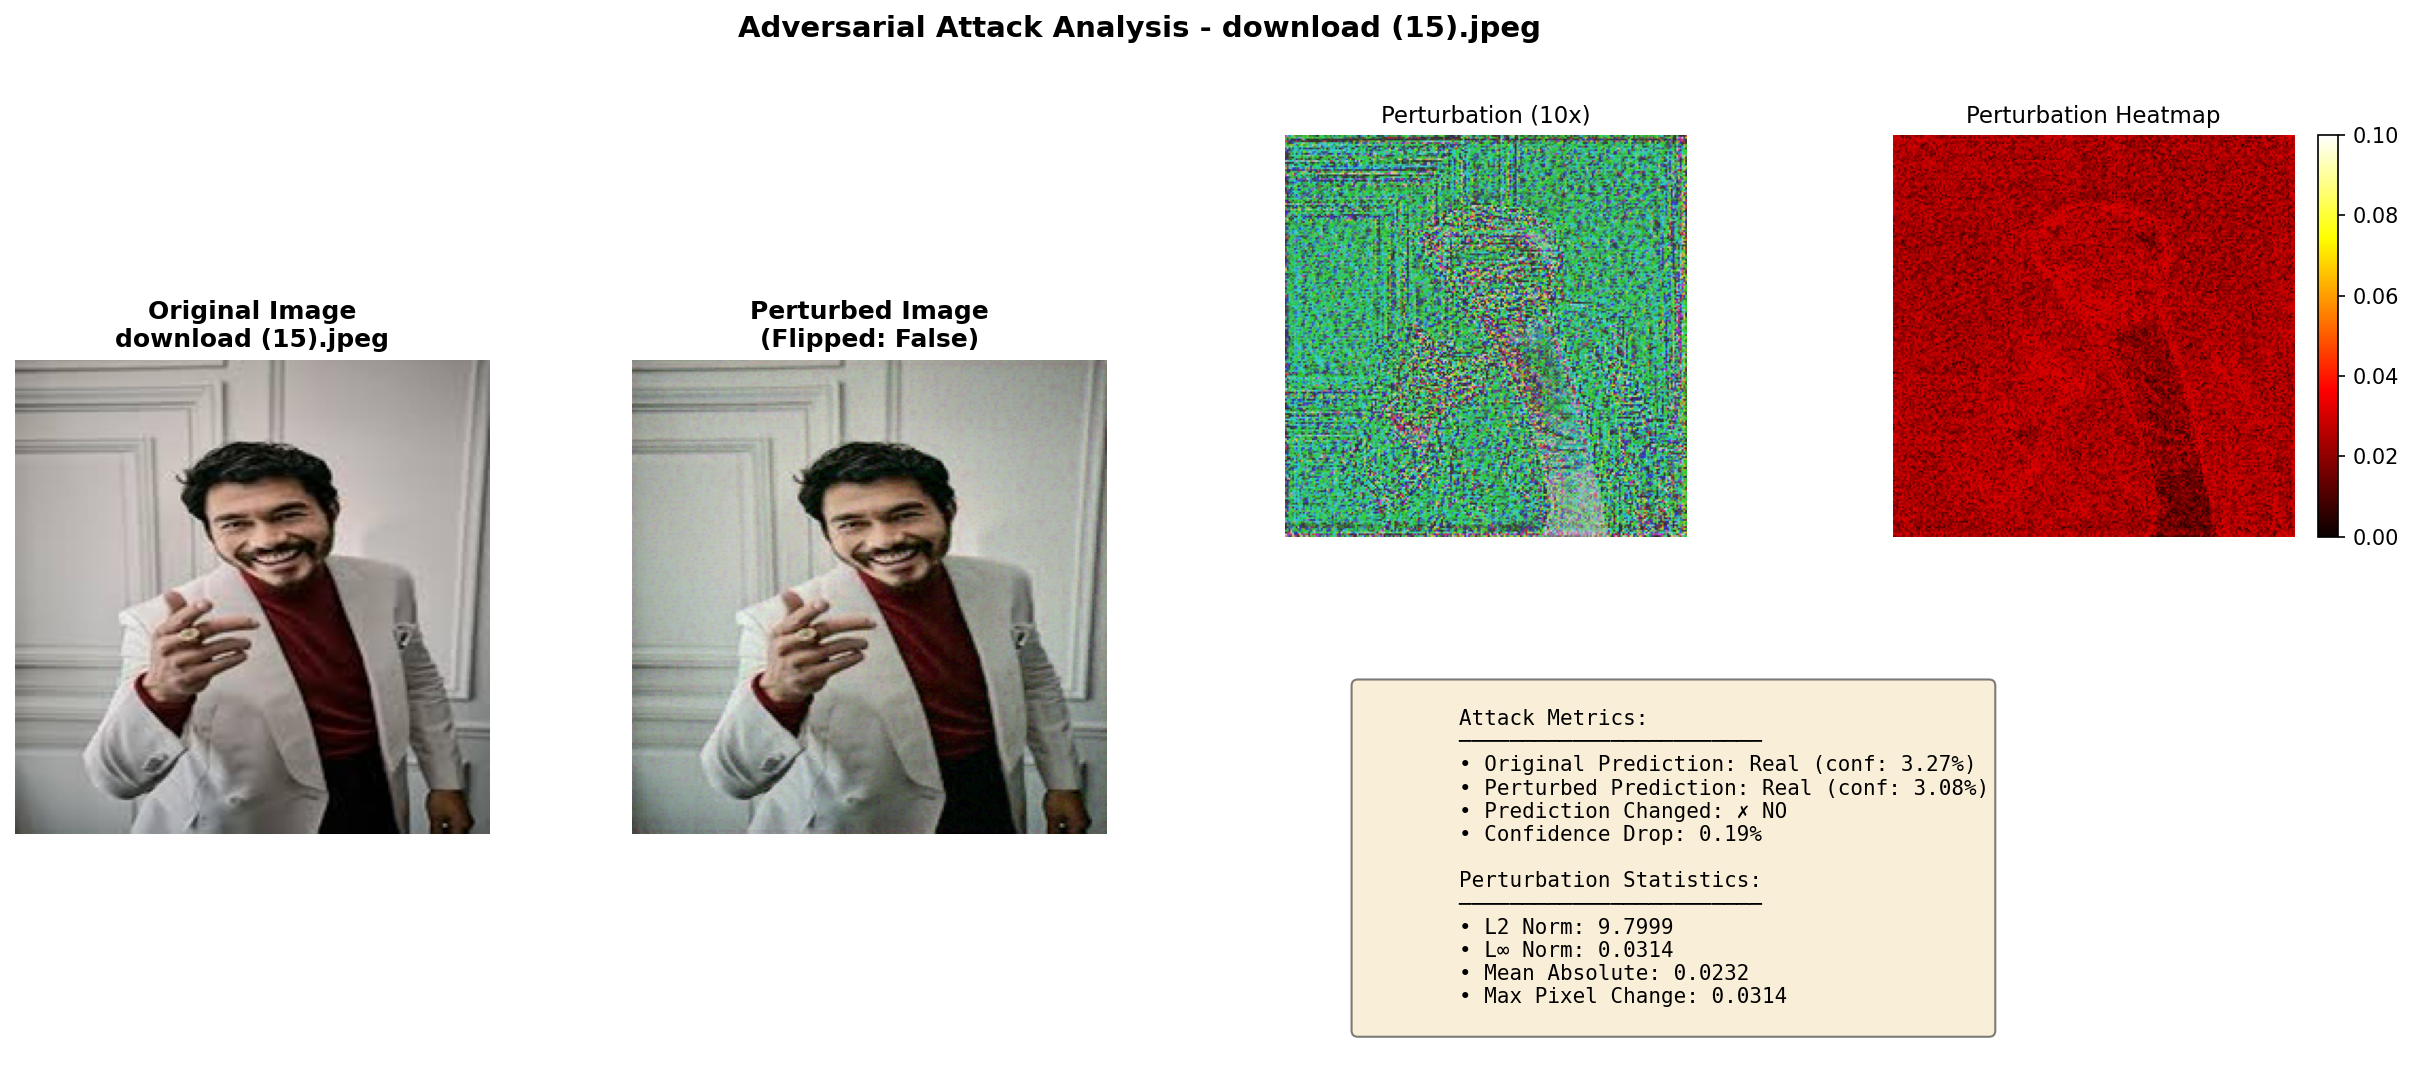 Adversarial Attack Analysis - download (15).jpeg
Original Image
download (15).jpeg
Perturbed Image
(Flipped: False)
Perturbation (10x)
Perturbation Heatmap
0.10
0.08
0.06
0.04
0.02
0.00
Attack Metrics:
• Original Prediction: Real (conf: 3.27%)
• Perturbed Prediction: Real (conf: 3.08%)
• Prediction Changed: ✗ NO
• Confidence Drop: 0.19%
Perturbation Statistics:
• L2 Norm: 9.7999
• L∞ Norm: 0.0314
• Mean Absolute: 0.0232
• Max Pixel Change: 0.0314